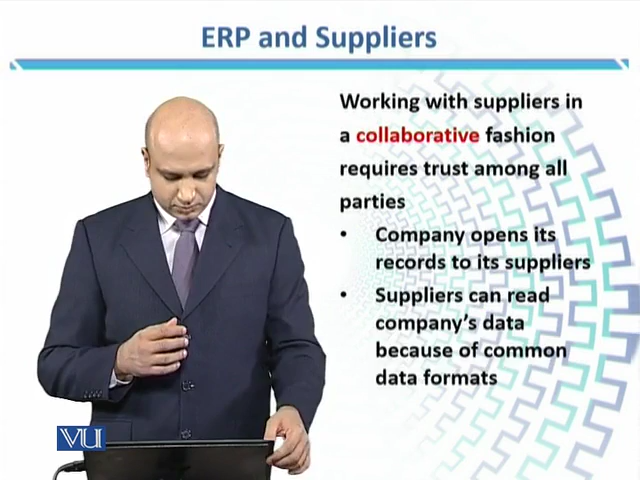 ERP and Suppliers
Working with suppliers in
a collaborative fashion
requires trust among all
parties
• Company opens its
records to its suppliers
• Suppliers can read
company's data
because of common
data formats
VU